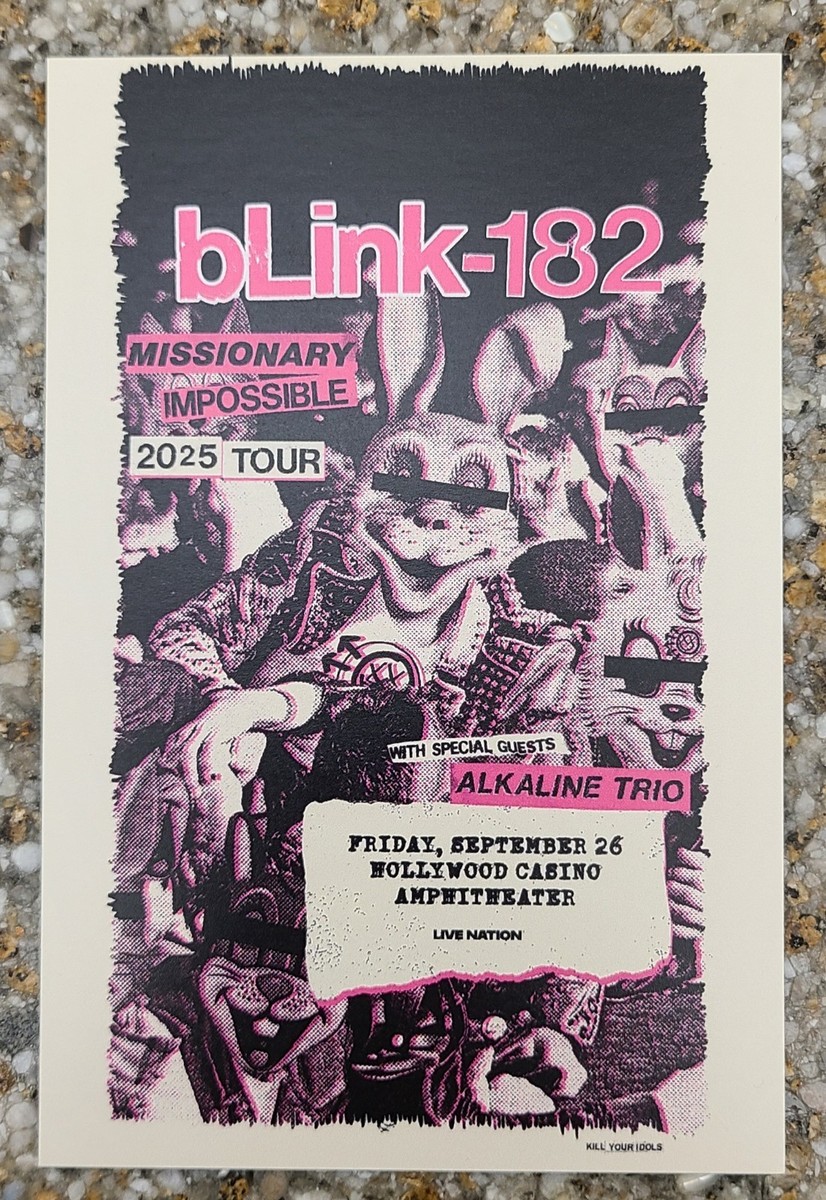 bLink-182
MISSIONARY
IMPOSSIBLE
2025 TOUR
WITH SPECIAL GUESTS
ALKALINE TRIO
FRIDAY, SEPTEMBER 26
HOLLYWOOD CASINO
AMPHITHEATER
LIVE NATION
KILL YOUR IDOLS